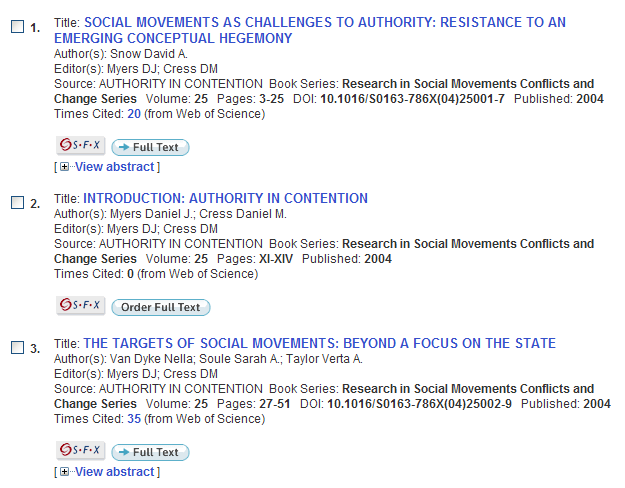 1. Title: SOCIAL MOVEMENTS AS CHALLENGES TO AUTHORITY: RESISTANCE TO AN
EMERGING CONCEPTUAL HEGEMONY
Author(s): Snow David A.
Editor(s): Myers DJ; Cress DM
Source: AUTHORITY IN CONTENTION Book Series: Research in Social Movements Conflicts and
Change Series Volume: 25 Pages: 3-25 DOI: 10.1016/S0163-786X(04)25001-7 Published: 2004
Times Cited: 20 (from Web of Science)
S·F·X Full Text
[ View abstract ]
2. Title: INTRODUCTION: AUTHORITY IN CONTENTION
Author(s): Myers Daniel J.; Cress Daniel M.
Editor(s): Myers DJ; Cress DM
Source: AUTHORITY IN CONTENTION Book Series: Research in Social Movements Conflicts and
Change Series Volume: 25 Pages: XI-XIV Published: 2004
Times Cited: 0 (from Web of Science)
S·F·X Order Full Text
3. Title: THE TARGETS OF SOCIAL MOVEMENTS: BEYOND A FOCUS ON THE STATE
Author(s): Van Dyke Nella; Soule Sarah A.; Taylor Verta A.
Editor(s): Myers DJ; Cress DM
Source: AUTHORITY IN CONTENTION Book Series: Research in Social Movements Conflicts and
Change Series Volume: 25 Pages: 27-51 DOI: 10.1016/S0163-786X(04)25002-9 Published: 2004
Times Cited: 35 (from Web of Science)
S·F·X Full Text
[ View abstract ]